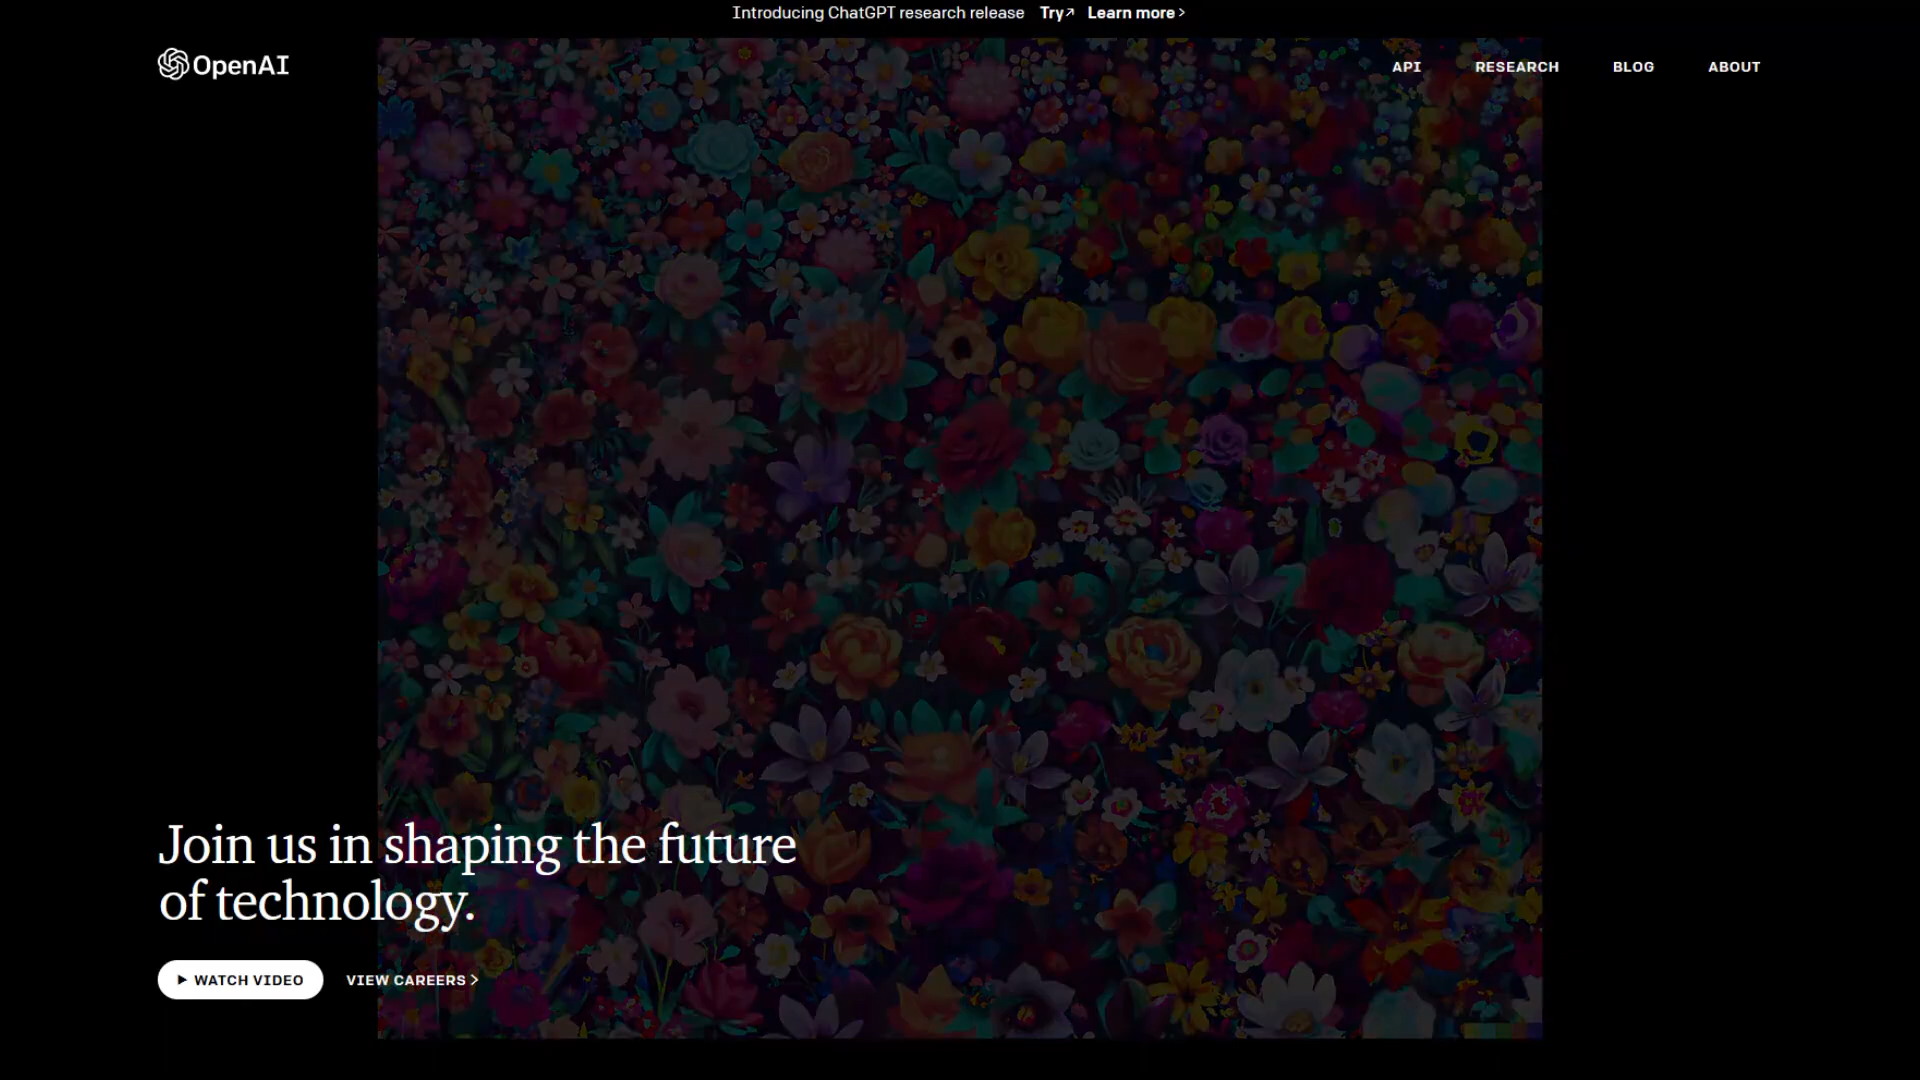 Introducing ChatGPT research release Try↗ Learn more >
OpenAI
API RESEARCH BLOG ABOUT
Join us in shaping the future
of technology.
▶ WATCH VIDEO VIEW CAREERS >